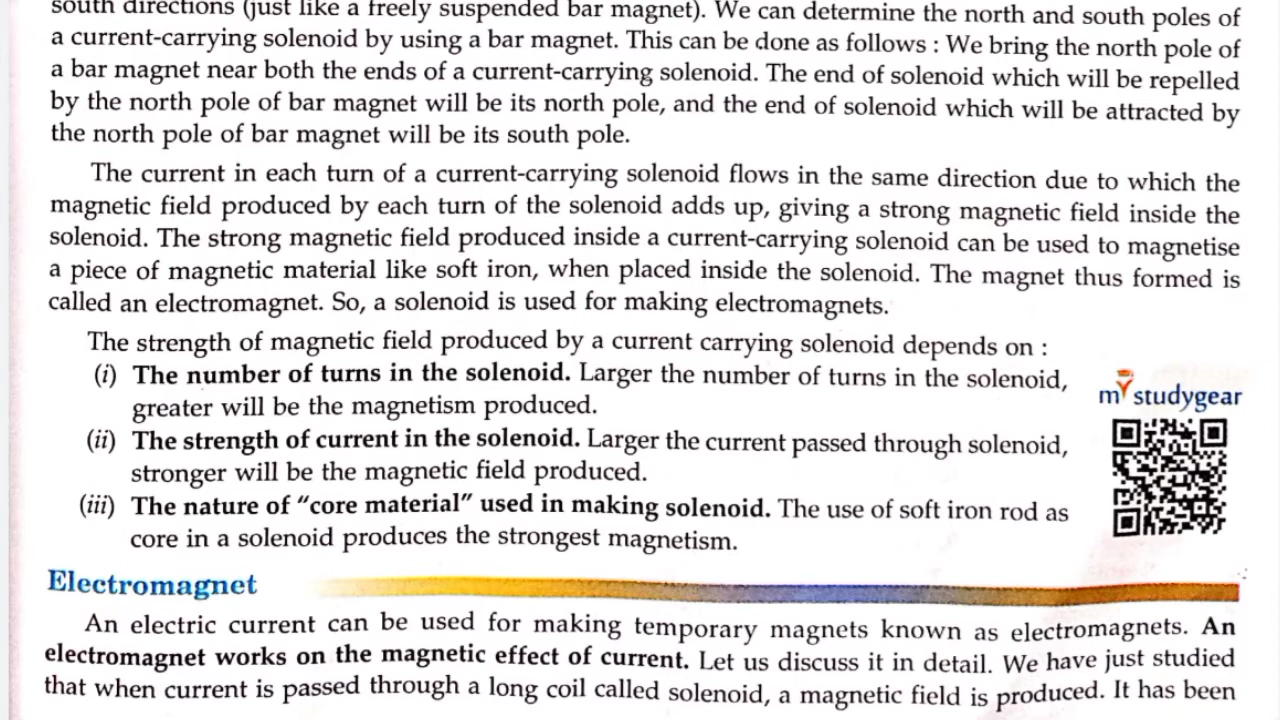 south directions (just like a freely suspended bar magnet). We can determine the north and south poles of
a current-carrying solenoid by using a bar magnet. This can be done as follows : We bring the north pole of
a bar magnet near both the ends of a current-carrying solenoid. The end of solenoid which will be repelled
by the north pole of bar magnet will be its north pole, and the end of solenoid which will be attracted by
the north pole of bar magnet will be its south pole.
The current in each turn of a current-carrying solenoid flows in the same direction due to which the
magnetic field produced by each turn of the solenoid adds up, giving a strong magnetic field inside the
solenoid. The strong magnetic field produced inside a current-carrying solenoid can be used to magnetise
a piece of magnetic material like soft iron, when placed inside the solenoid. The magnet thus formed is
called an electromagnet. So, a solenoid is used for making electromagnets.
The strength of magnetic field produced by a current carrying solenoid depends on :
(i) The number of turns in the solenoid. Larger the number of turns in the solenoid,
greater will be the magnetism produced.
(ii) The strength of current in the solenoid. Larger the current passed through solenoid,
stronger will be the magnetic field produced.
(iii) The nature of "core material" used in making solenoid. The use of soft iron rod as
core in a solenoid produces the strongest magnetism.
my studygear
Electromagnet
An electric current can be used for making temporary magnets known as electromagnets. An
electromagnet works on the magnetic effect of current. Let us discuss it in detail. We have just studied
that when current is passed through a long coil called solenoid, a magnetic field is produced. It has been